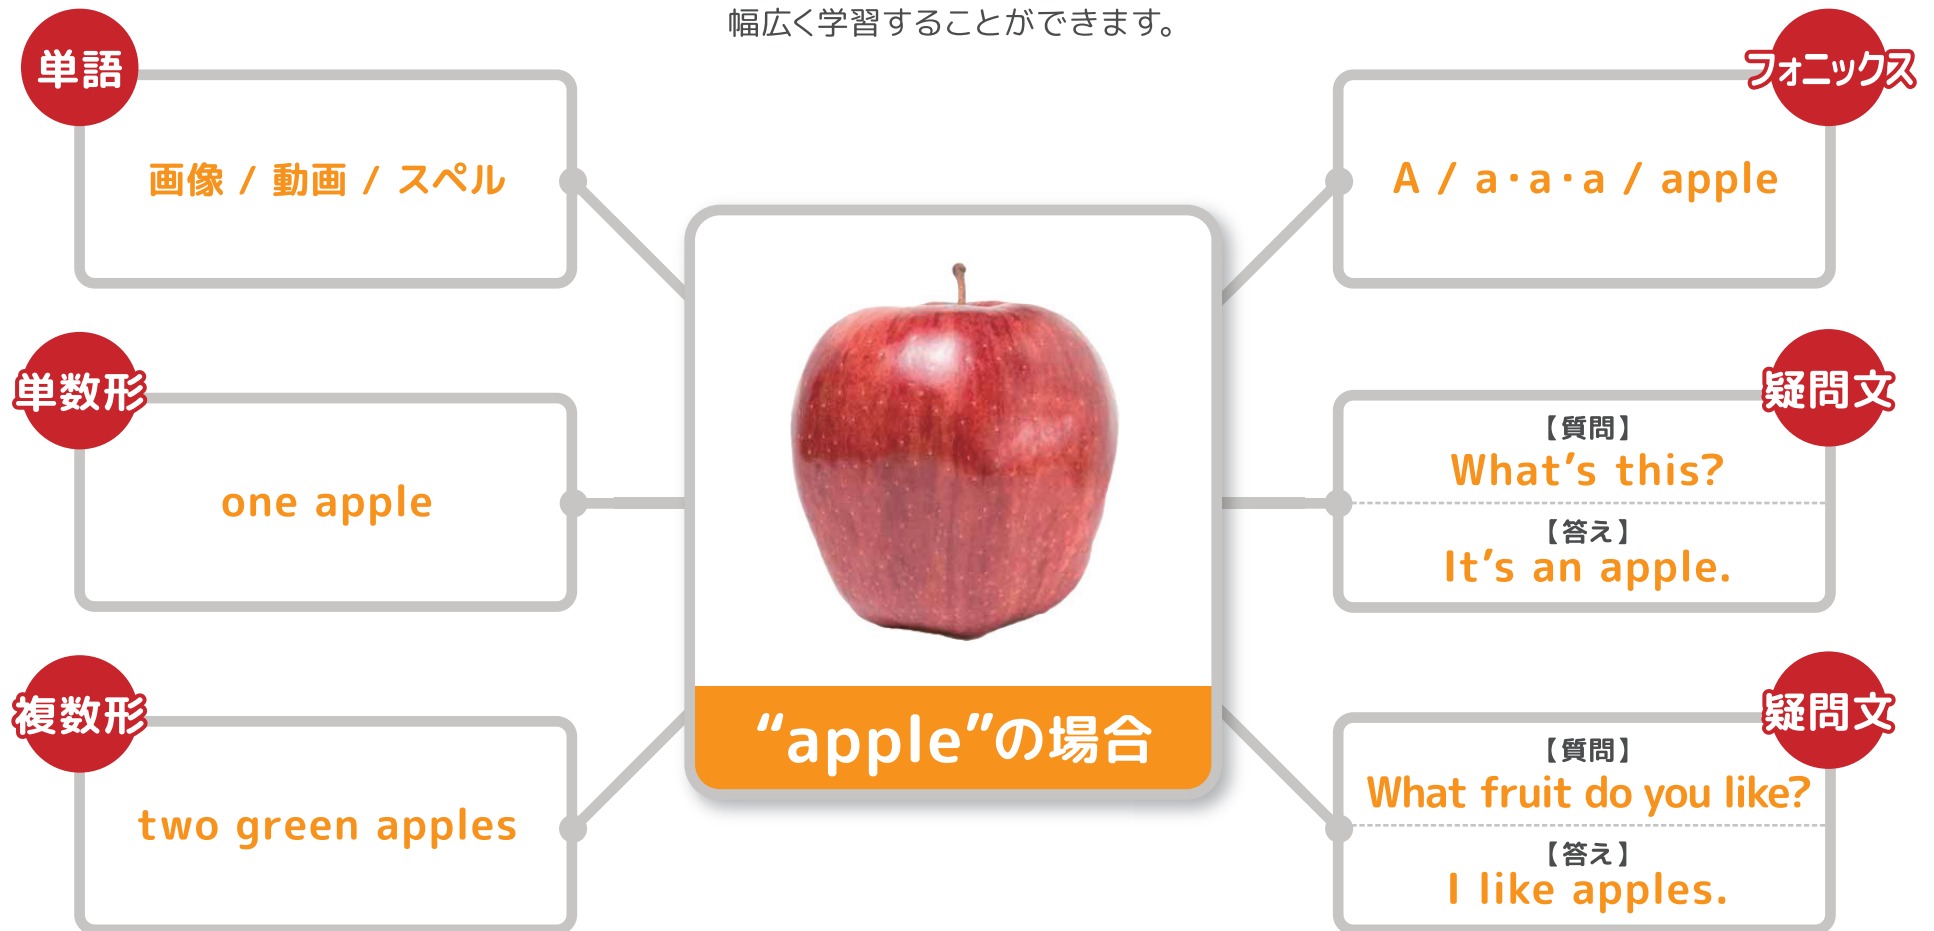 幅広く学習することができます。
単語
画像 / 動画 / スペル
単数形
one apple
複数形
two green apples
“apple”の場合
フォニックス
A / a・a・a / apple
疑問文
【質問】
What’s this?
【答え】
It’s an apple.
疑問文
【質問】
What fruit do you like?
【答え】
I like apples.